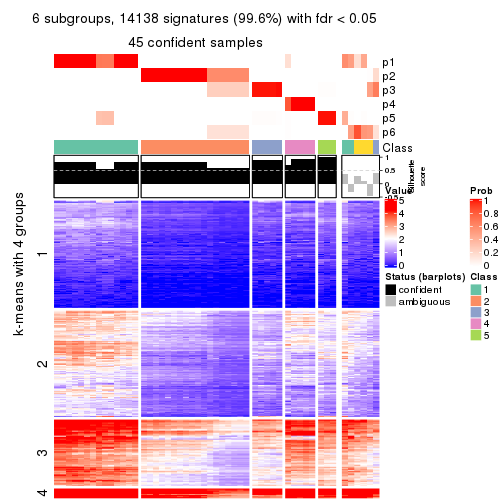 6 subgroups, 14138 signatures (99.6%) with fdr < 0.05
45 confident samples
p1
p2
p3
p4
p5
p6
Class
1
0.5
0
-0.5
Silhouette
score
k-means with 4 groups
1
2
3
4
Value
5
4
3
2
1
0
Status (barplots)
confident
ambiguous
Prob
1
0.8
0.6
0.4
0.2
0
Class
1
2
3
4
5